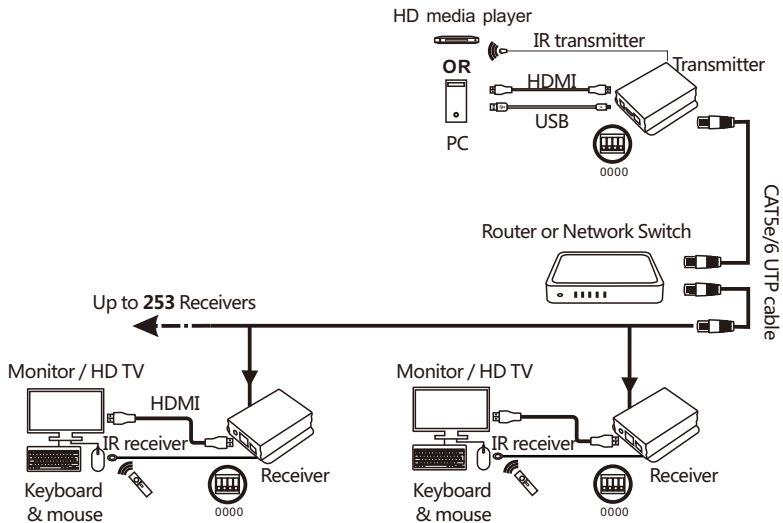 HD media player
IR transmitter
OR
Transmitter
HDMI
USB
PC
0000
CAT5e/6 UTP cable
Router or Network Switch
Up to 253 Receivers
Monitor / HD TV
HDMI
IR receiver
Receiver
Keyboard
& mouse
0000
Monitor / HD TV
IR receiver
Receiver
Keyboard
& mouse
0000